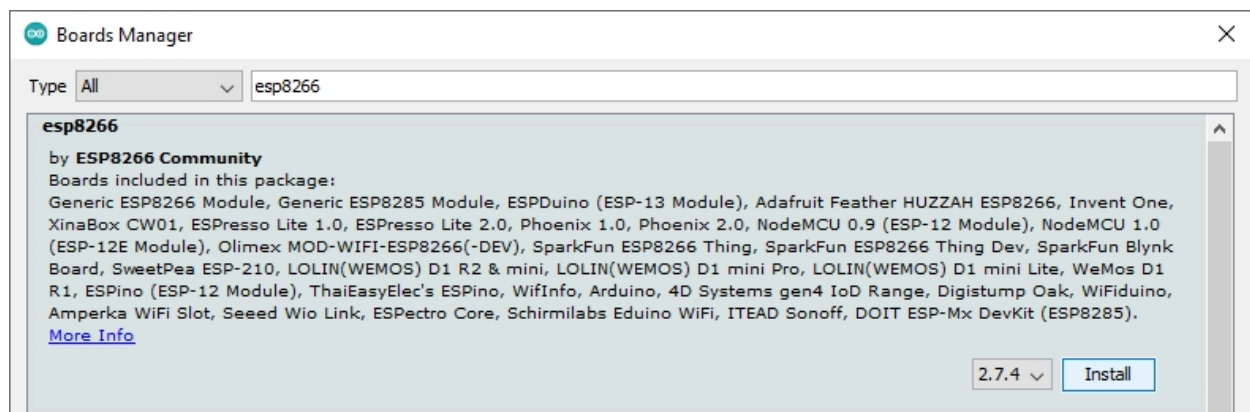 Boards Manager
Type All esp8266
esp8266
by ESP8266 Community
Boards included in this package:
Generic ESP8266 Module, Generic ESP8285 Module, ESPDuino (ESP-13 Module), Adafruit Feather HUZZAH ESP8266, Invent One,
XinaBox CW01, ESPresso Lite 1.0, ESPresso Lite 2.0, Phoenix 1.0, Phoenix 2.0, NodeMCU 0.9 (ESP-12 Module), NodeMCU 1.0
(ESP-12E Module), Olimex MOD-WIFI-ESP8266(-DEV), SparkFun ESP8266 Thing, SparkFun ESP8266 Thing Dev, SparkFun Blynk
Board, SweetPea ESP-210, LOLIN(WEMOS) D1 R2 & mini, LOLIN(WEMOS) D1 mini Pro, LOLIN(WEMOS) D1 mini Lite, WeMos D1
R1, ESPino (ESP-12 Module), ThaiEasyElec's ESPino, WifInfo, Arduino, 4D Systems gen4 IoD Range, Digistump Oak, WiFiduino,
Amperka WiFi Slot, Seeed Wio Link, ESPectro Core, Schirmilabs Eduino WiFi, ITEAD Sonoff, DOIT ESP-Mx DevKit (ESP8285).
More Info
2.7.4 Install